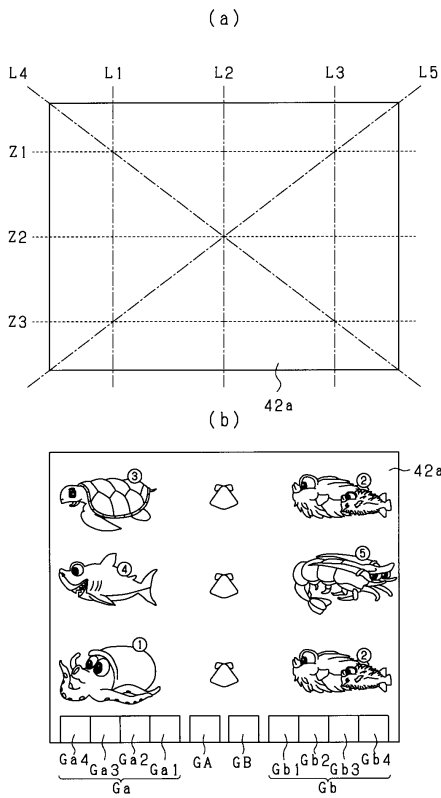 (a)
L4 L1 L2 L3 L5
Z1
Z2
Z3
42a
(b)
42a
③ ②
④ ⑤
① ②
Ga4 Ga3 Ga2 Ga1 GA GB Gb1 Gb2 Gb3 Gb4
Ga Gb